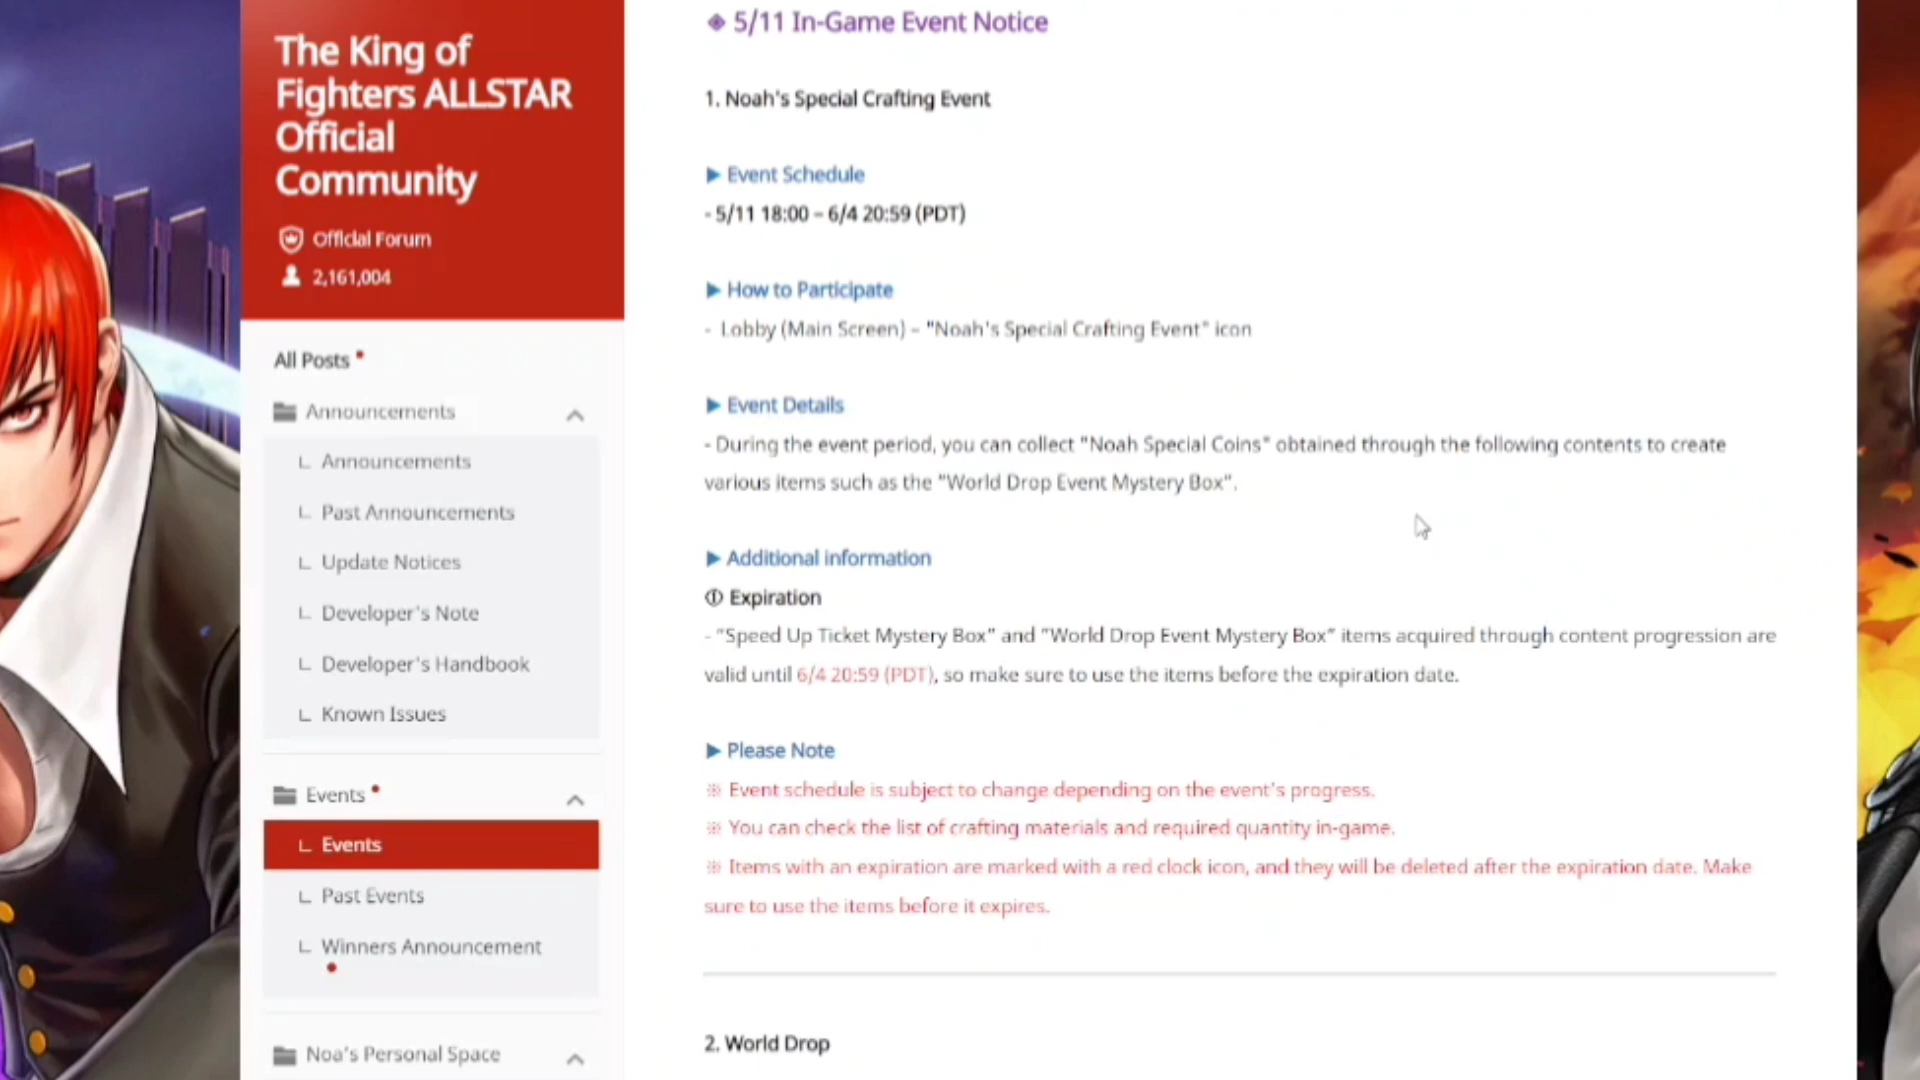 The King of
Fighters ALLSTAR
Official
Community
Official Forum
2,161,004
All Posts
Announcements
Announcements
Past Announcements
Update Notices
Developer's Note
Developer's Handbook
Known Issues
Events
Events
Past Events
Winners Announcement
Noa's Personal Space
◈ 5/11 In-Game Event Notice
1. Noah's Special Crafting Event
▶ Event Schedule
- 5/11 18:00 – 6/4 20:59 (PDT)
▶ How to Participate
- Lobby (Main Screen) – "Noah's Special Crafting Event" icon
▶ Event Details
- During the event period, you can collect "Noah Special Coins" obtained through the following contents to create
various items such as the "World Drop Event Mystery Box".
▶ Additional information
① Expiration
- "Speed Up Ticket Mystery Box" and "World Drop Event Mystery Box" items acquired through content progression are
valid until 6/4 20:59 (PDT), so make sure to use the items before the expiration date.
▶ Please Note
※ Event schedule is subject to change depending on the event's progress.
※ You can check the list of crafting materials and required quantity in-game.
※ Items with an expiration are marked with a red clock icon, and they will be deleted after the expiration date. Make
sure to use the items before it expires.
2. World Drop